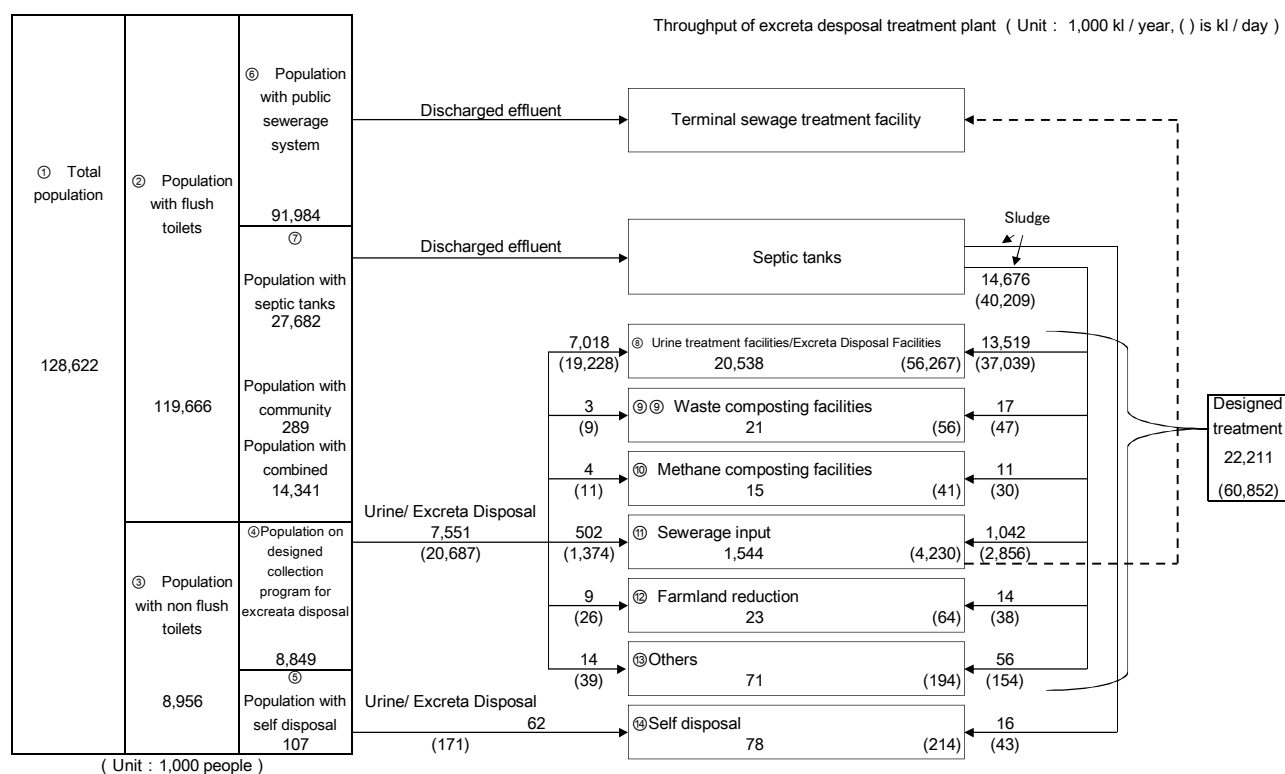 Throughput of excreta desposal treatment plant ( Unit : 1,000 kl / year, ( ) is kl / day )
① Total
population
128,622
② Population
with flush
toilets
119,666
③ Population
with non flush
toilets
8,956
⑥ Population
with public
sewerage
system
91,984
⑦
Population with
septic tanks
27,682
Population with
community
289
Population with
combined
14,341
④Population on
designed
collection
program for
excreata disposal
8,849
⑤
Population with
self disposal
107
( Unit : 1,000 people )
Discharged effluent
Terminal sewage treatment facility
Discharged effluent
Septic tanks
Sludge
14,676
(40,209)
Urine/ Excreta Disposal
7,551
(20,687)
7,018
(19,228)
⑧ Urine treatment facilities/Excreta Disposal Facilities
20,538 (56,267)
13,519
(37,039)
3
(9)
⑨⑨ Waste composting facilities
21 (56)
17
(47)
4
(11)
⑩ Methane composting facilities
15 (41)
11
(30)
502
(1,374)
⑪ Sewerage input
1,544 (4,230)
1,042
(2,856)
9
(26)
⑫ Farmland reduction
23 (64)
14
(38)
14
(39)
⑬Others
71 (194)
56
(154)
Urine/ Excreta Disposal
62
(171)
⑭Self disposal
78 (214)
16
(43)
Designed
treatment
22,211
(60,852)